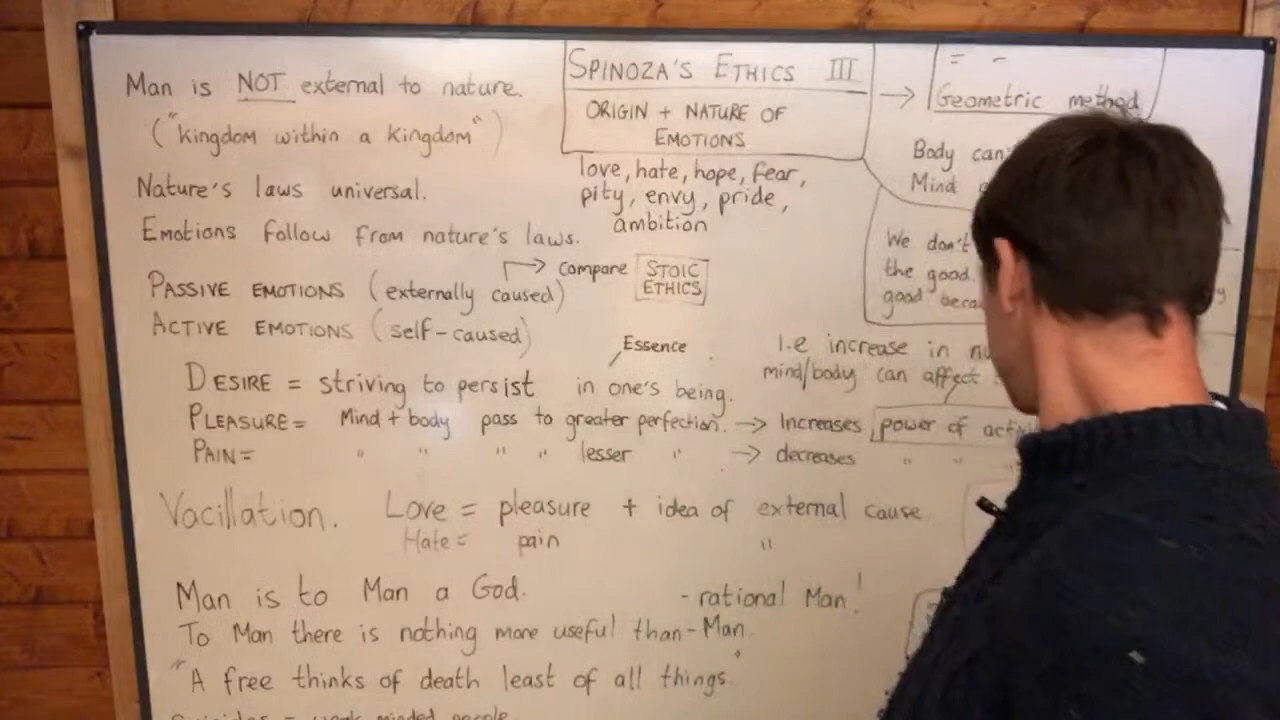 SPINOZA'S ETHICS III
ORIGIN + NATURE OF
EMOTIONS
love, hate, hope, fear,
pity, envy, pride,
ambition
Man is NOT external to nature.
("kingdom within a kingdom")
Nature's laws universal.
Emotions follow from nature's laws.
→ compare STOIC
ETHICS
PASSIVE EMOTIONS (externally caused)
ACTIVE EMOTIONS (self-caused)
Essence
DESIRE = striving to persist in one's being.
PLEASURE = Mind + body pass to greater perfection. → Increases power of
PAIN = " " " " lesser " → decreases " " "
Vacillation. Love = pleasure + idea of external cause
Hate = pain "
Man is to Man a God. - rational Man!
To Man there is nothing more useful than - Man.
"A free thinks of death least of all things."
= weak minded people
→ Geometric method
= -
Body
Mind
We don't
the good.
good
I.e increase in
mind/body can affect